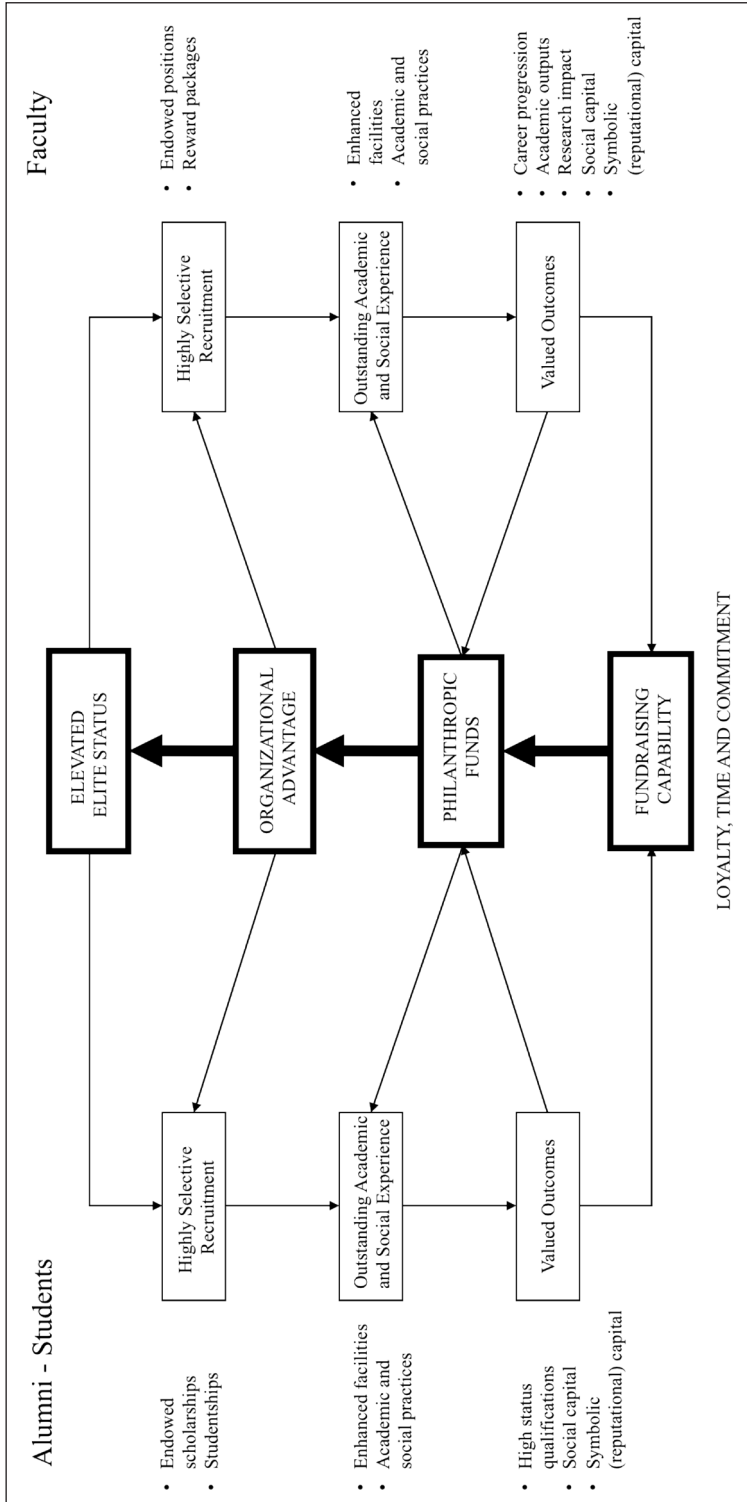 Alumni - Students
Faculty
• Endowed
scholarships
• Studentships
Highly Selective
Recruitment
ELEVATED
ELITE STATUS
Highly Selective
Recruitment
• Endowed positions
• Reward packages
ORGANIZATIONAL
ADVANTAGE
• Enhanced facilities
• Academic and
social practices
Outstanding Academic
and Social Experience
PHILANTHROPIC
FUNDS
Outstanding Academic
and Social Experience
• Enhanced
facilities
• Academic and
social practices
• High status
qualifications
• Social capital
• Symbolic
(reputational) capital
Valued Outcomes
FUNDRAISING
CAPABILITY
Valued Outcomes
• Career progression
• Academic outputs
• Research impact
• Social capital
• Symbolic
(reputational) capital
LOYALTY, TIME AND COMMITMENT